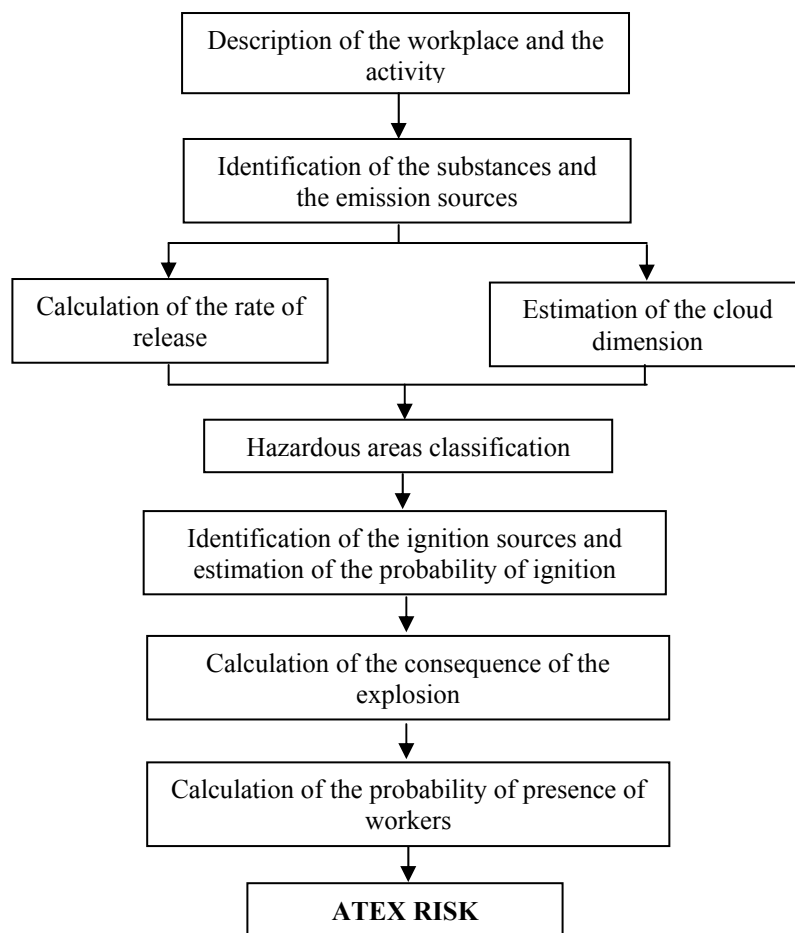 Description of the workplace and the
activity
Identification of the substances and
the emission sources
Calculation of the rate of
release
Estimation of the cloud
dimension
Hazardous areas classification
Identification of the ignition sources and
estimation of the probability of ignition
Calculation of the consequence of the
explosion
Calculation of the probability of presence of
workers
ATEX RISK